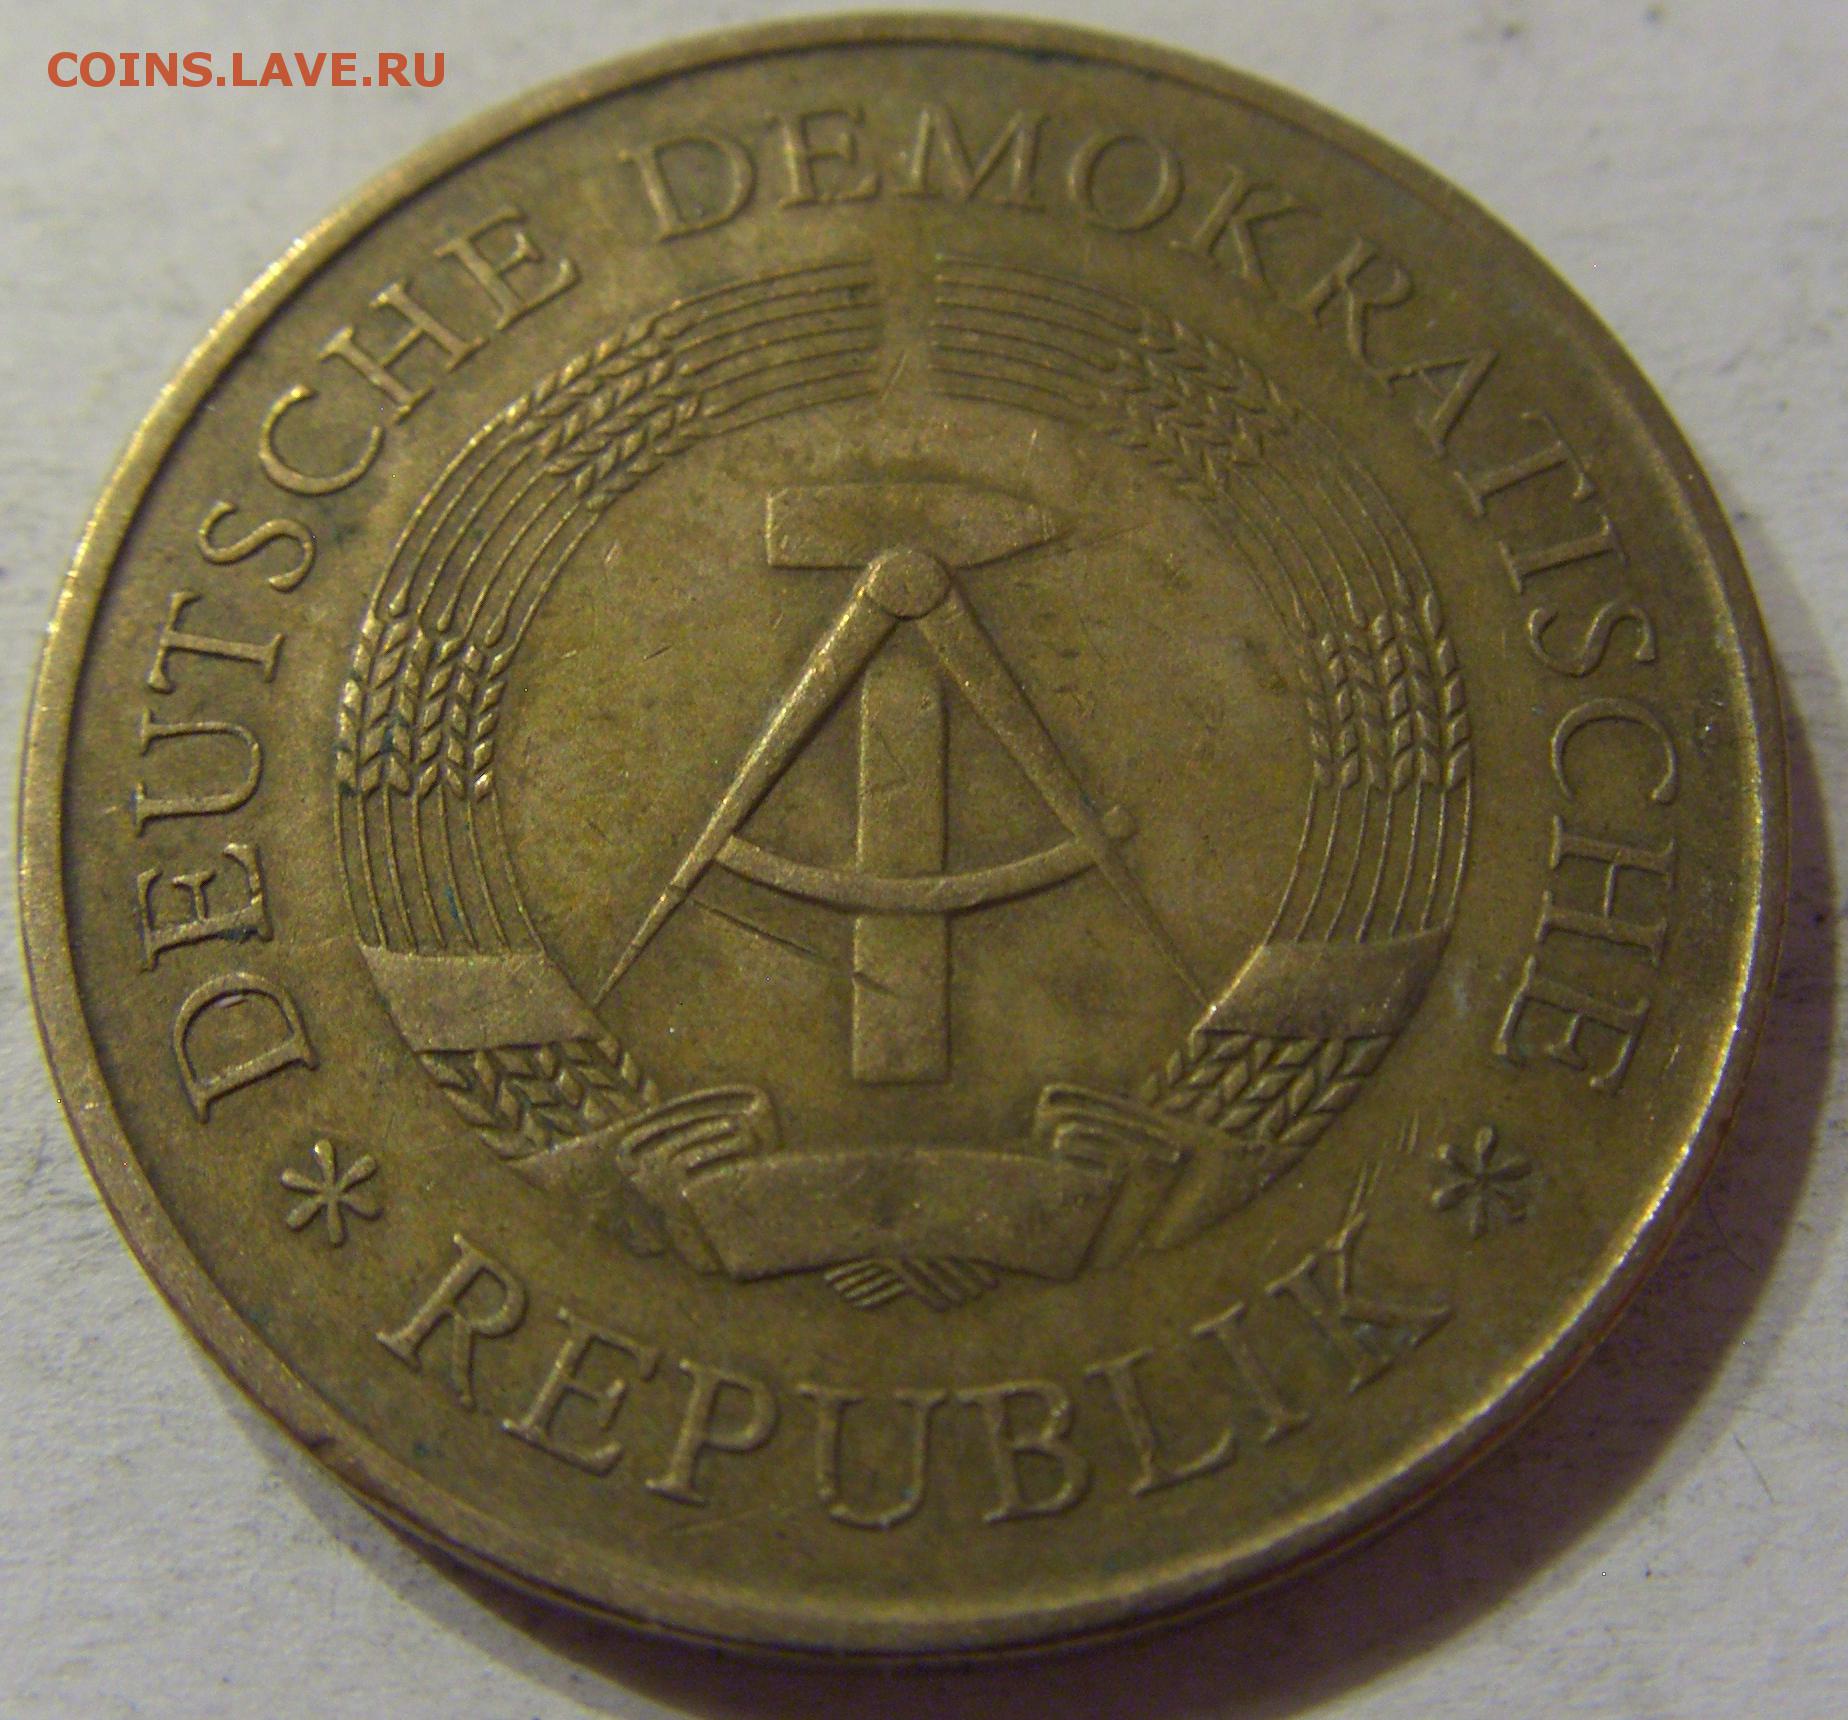 COINS.LAVE.RU
DEUTSCHE DEMOKRATISCHE
* REPUBLIK *